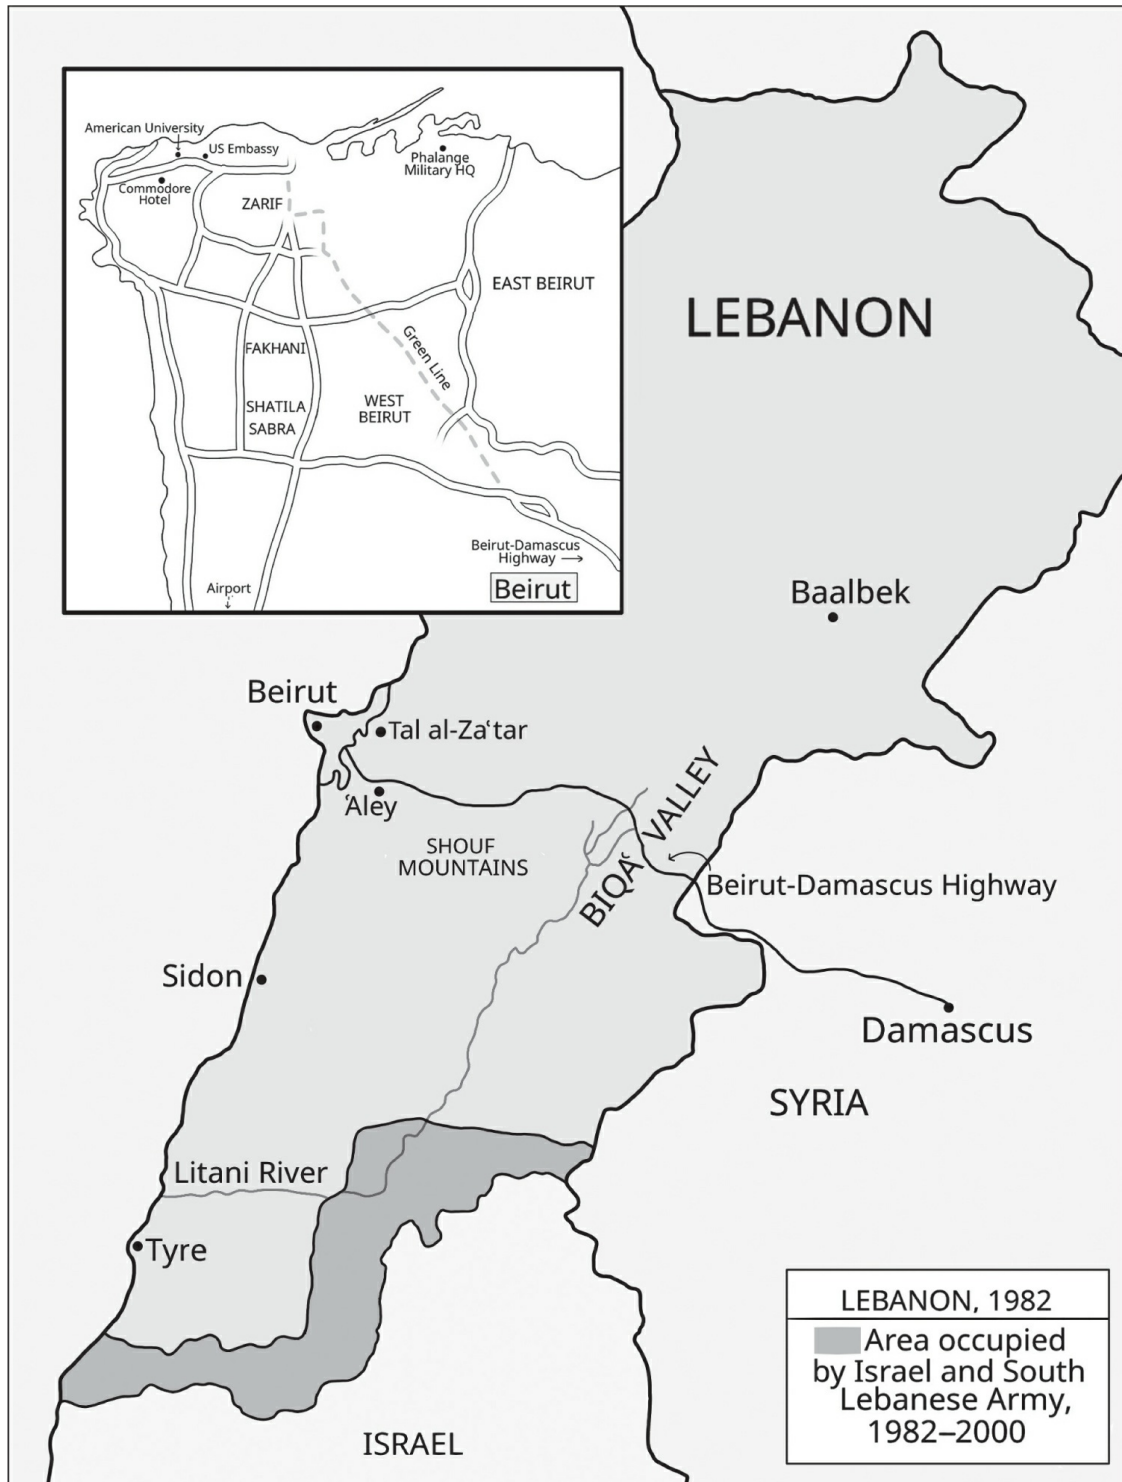 American University
US Embassy
Commodore
Hotel
Phalange
Military HQ
ZARIF
EAST BEIRUT
Green Line
FAKHANI
WEST
BEIRUT
SHATILA
SABRA
Beirut-Damascus
Highway →
Airport
↓
Beirut
LEBANON
Baalbek
Beirut
Tal al-Zaʿtar
ʿAley
SHOUF
MOUNTAINS
BIQAʿ VALLEY
Beirut-Damascus Highway
Sidon
Damascus
SYRIA
Litani River
Tyre
ISRAEL
LEBANON, 1982
Area occupied
by Israel and South
Lebanese Army,
1982–2000